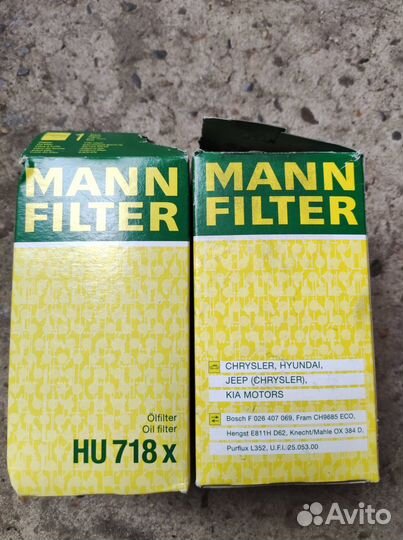 1
MANN
FILTER
Ölfilter
Oil filter
HU 718 x
MANN
FILTER
CHRYSLER, HYUNDAI,
JEEP (CHRYSLER),
KIA MOTORS
Bosch F 026 407 069, Fram CH9685 ECO,
Hengst E811H D62, Knecht/Mahle OX 384 D,
Purflux L352, U.F.I. 25.053.00
Avito